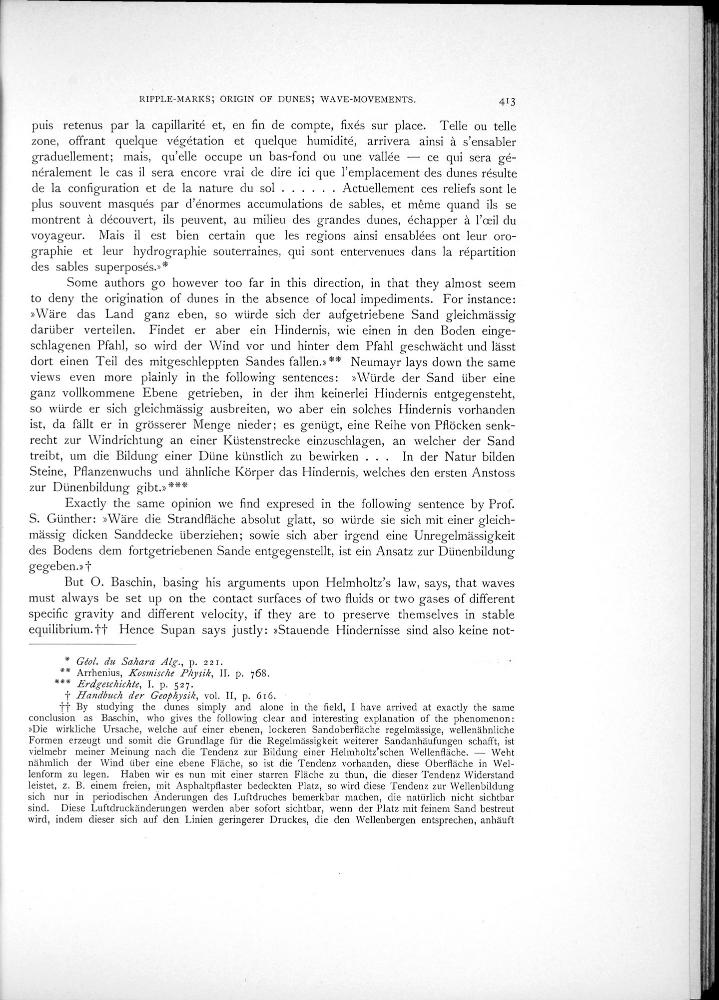 RIPPLE-MARKS; ORIGIN OF DUNES; WAVE-MOVEMENTS. 413
puis retenus par la capillarité et, en fin de compte, fixés sur place. Telle ou telle
zone, offrant quelque végétation et quelque humidité, arrivera ainsi à s'ensabler
graduellement; mais, qu'elle occupe un bas-fond ou une vallée — ce qui sera gé-
néralement le cas il sera encore vrai de dire ici que l'emplacement des dunes résulte
de la configuration et de la nature du sol . . . . . . Actuellement ces reliefs sont le
plus souvent masqués par d'énormes accumulations de sables, et même quand ils se
montrent à découvert, ils peuvent, au milieu des grandes dunes, échapper à l'œil du
voyageur. Mais il est bien certain que les regions ainsi ensablées ont leur oro-
graphie et leur hydrographie souterraines, qui sont entervenues dans la répartition
des sables superposés.»*
Some authors go however too far in this direction, in that they almost seem
to deny the origination of dunes in the absence of local impediments. For instance:
»Wäre das Land ganz eben, so würde sich der aufgetriebene Sand gleichmässig
darüber verteilen. Findet er aber ein Hindernis, wie einen in den Boden einge-
schlagenen Pfahl, so wird der Wind vor und hinter dem Pfahl geschwächt und lässt
dort einen Teil des mitgeschleppten Sandes fallen.»** Neumayr lays down the same
views even more plainly in the following sentences: »Würde der Sand über eine
ganz vollkommene Ebene getrieben, in der ihm keinerlei Hindernis entgegensteht,
so würde er sich gleichmässig ausbreiten, wo aber ein solches Hindernis vorhanden
ist, da fällt er in grösserer Menge nieder; es genügt, eine Reihe von Pflöcken senk-
recht zur Windrichtung an einer Küstenstrecke einzuschlagen, an welcher der Sand
treibt, um die Bildung einer Düne künstlich zu bewirken . . . In der Natur bilden
Steine, Pflanzenwuchs und ähnliche Körper das Hindernis, welches den ersten Anstoss
zur Dünenbildung gibt.»***
Exactly the same opinion we find expresed in the following sentence by Prof.
S. Günther: »Wäre die Strandfläche absolut glatt, so würde sie sich mit einer gleich-
mässig dicken Sanddecke überziehen; sowie sich aber irgend eine Unregelmässigkeit
des Bodens dem fortgetriebenen Sande entgegenstellt, ist ein Ansatz zur Dünenbildung
gegeben.»†
But O. Baschin, basing his arguments upon Helmholtz's law, says, that waves
must always be set up on the contact surfaces of two fluids or two gases of different
specific gravity and different velocity, if they are to preserve themselves in stable
equilibrium.†† Hence Supan says justly: »Stauende Hindernisse sind also keine not-
* Géol. du Sahara Alg., p. 221.
** Arrhenius, Kosmische Physik, II. p. 768.
*** Erdgeschichte, I. p. 527.
† Handbuch der Geophysik, vol. II, p. 616.
†† By studying the dunes simply and alone in the field, I have arrived at exactly the same
conclusion as Baschin, who gives the following clear and interesting explanation of the phenomenon:
»Die wirkliche Ursache, welche auf einer ebenen, lockeren Sandoberfläche regelmässige, wellenähnliche
Formen erzeugt und somit die Grundlage für die Regelmässigkeit weiterer Sandanhäufungen schafft, ist
vielmehr meiner Meinung nach die Tendenz zur Bildung einer Helmholtz'schen Wellenfläche. — Weht
nähmlich der Wind über eine ebene Fläche, so ist die Tendenz vorhanden, diese Oberfläche in Wel-
lenform zu legen. Haben wir es nun mit einer starren Fläche zu thun, die dieser Tendenz Widerstand
leistet, z. B. einem freien, mit Asphaltpflaster bedeckten Platz, so wird diese Tendenz zur Wellenbildung
sich nur in periodischen Änderungen des Luftdruches bemerkbar machen, die natürlich nicht sichtbar
sind. Diese Luftdruckänderungen werden aber sofort sichtbar, wenn der Platz mit feinem Sand bestreut
wird, indem dieser sich auf den Linien geringerer Druckes, die den Wellenbergen entsprechen, anhäuft